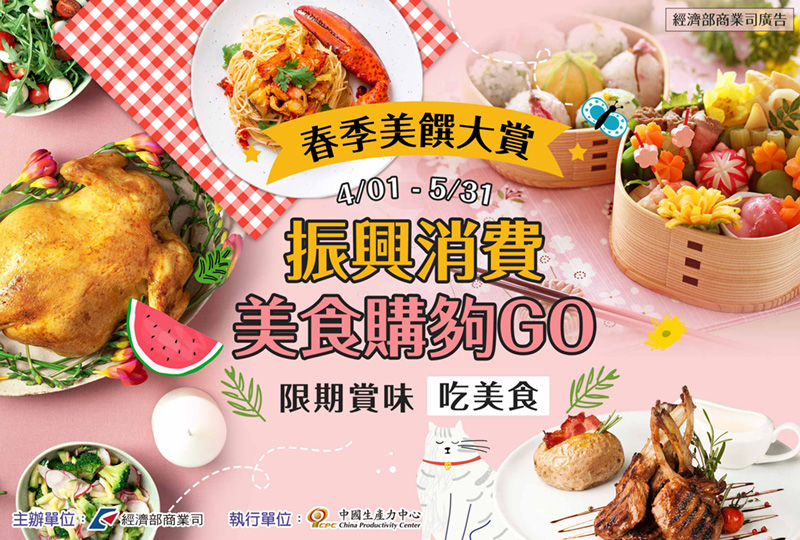 經濟部商業司廣告
春季美饌大賞
4/01 - 5/31
振興消費
美食購夠GO
限期賞味 吃美食
主辦單位： 經濟部商業司 執行單位： CPC 中國生產力中心
China Productivity Center